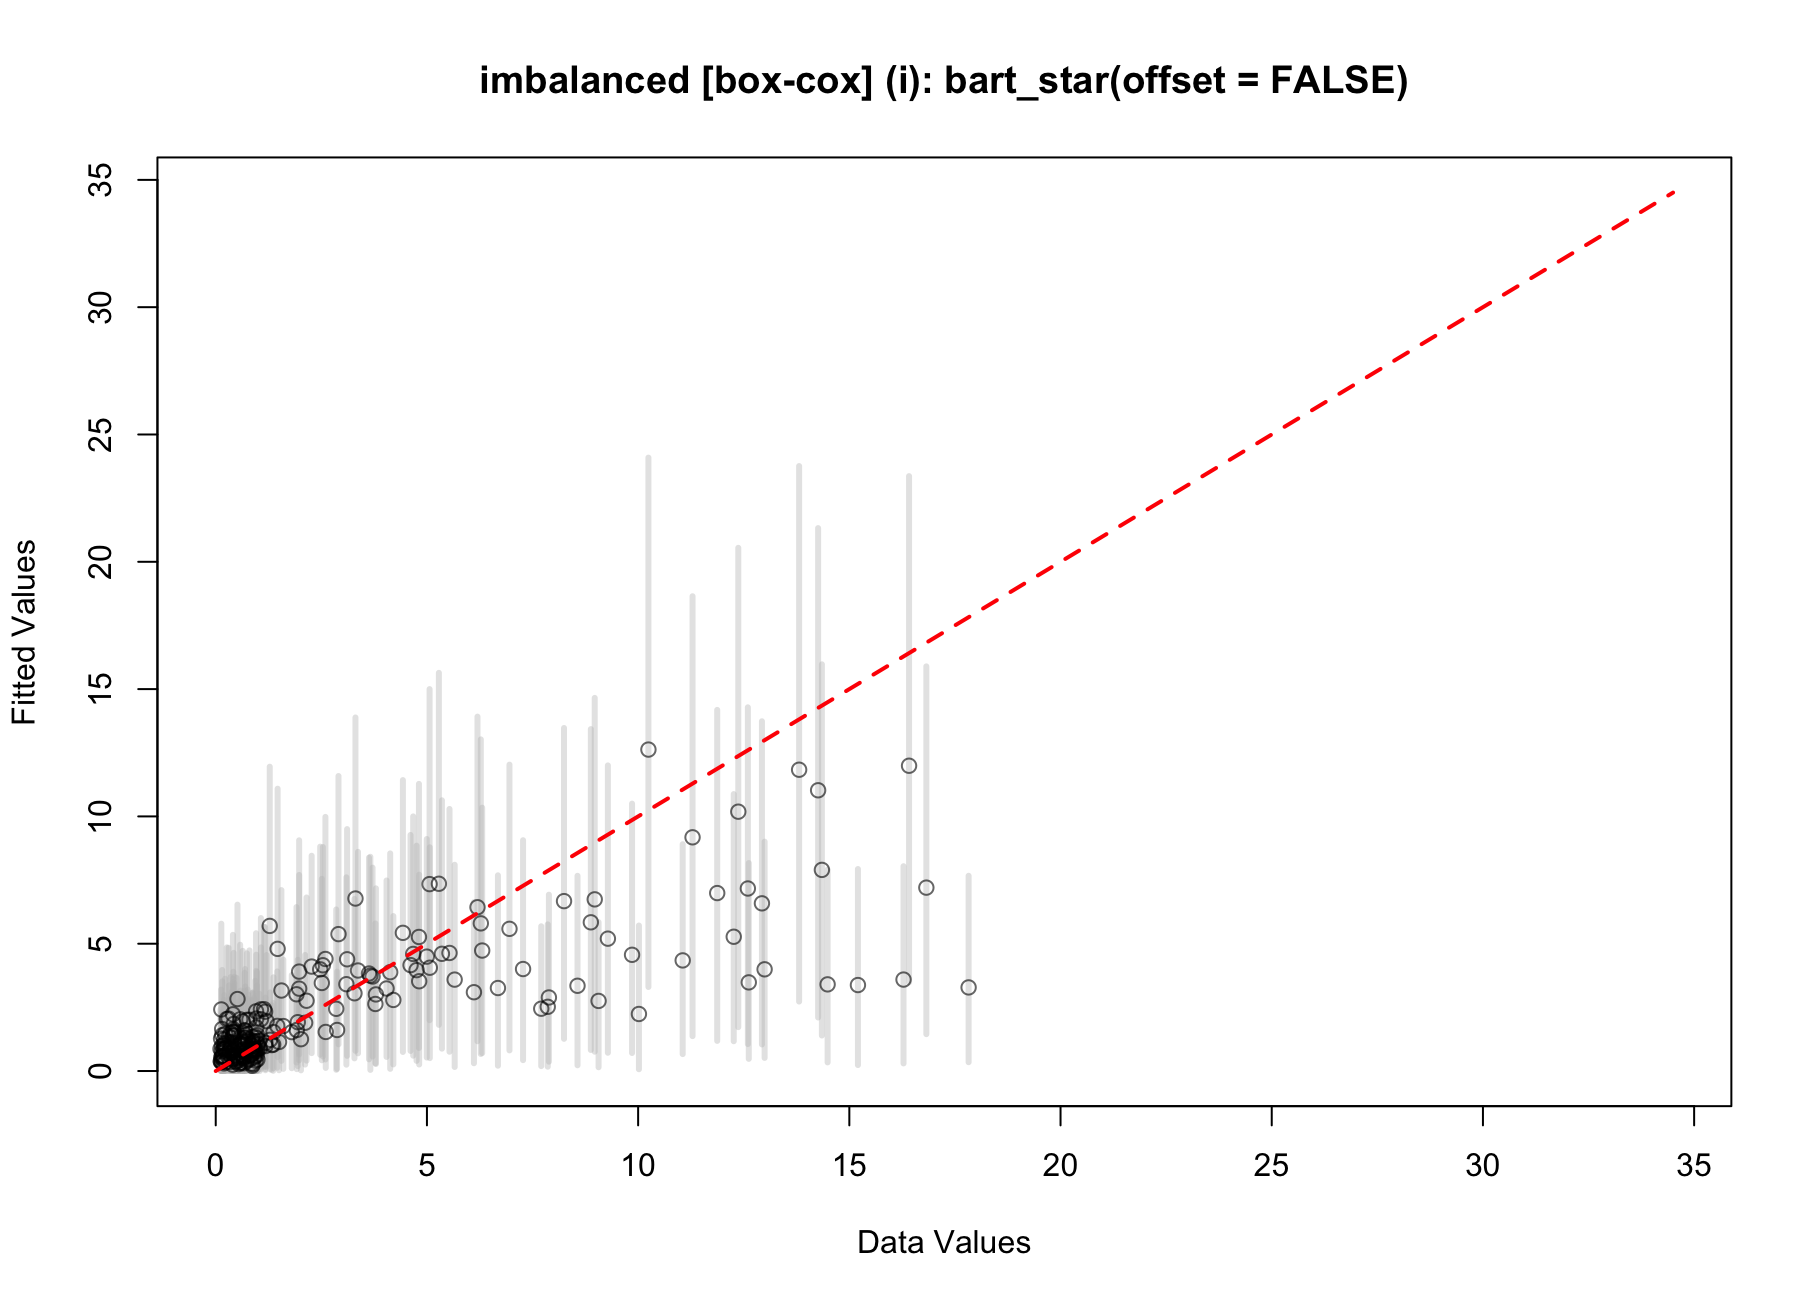 imbalanced [box-cox] (i): bart_star(offset = FALSE)
35
30
25
20
15
10
5
0
Fitted Values
0 5 10 15 20 25 30 35
Data Values